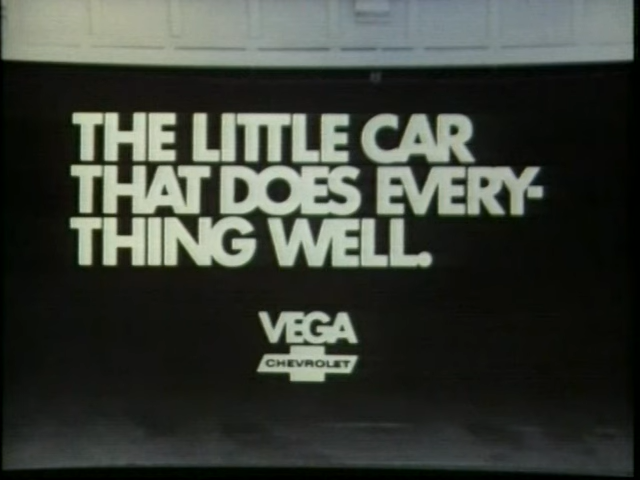 THE LITTLE CAR
THAT DOES EVERY-
THING WELL.
VEGA
CHEVROLET